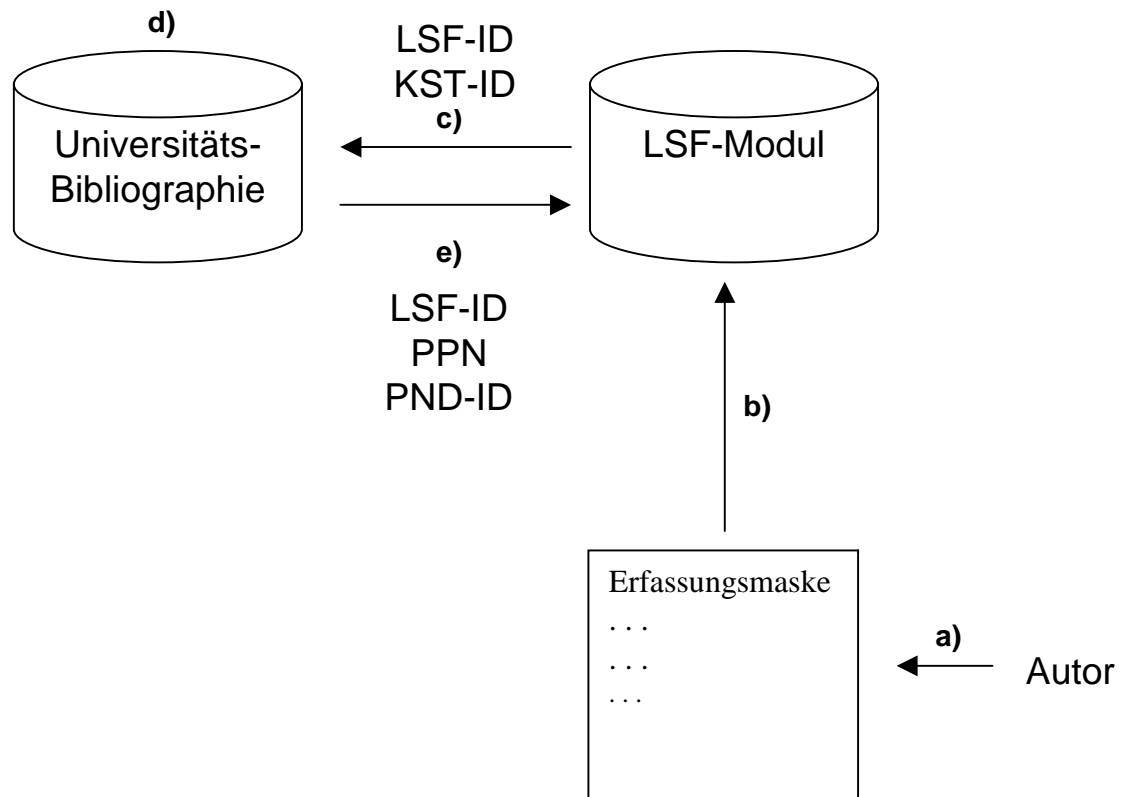 d)
LSF-ID
KST-ID
c)
Universitäts-
Bibliographie
LSF-Modul
e)
LSF-ID
PPN
PND-ID
b)
Erfassungsmaske
. . .
. . .
. . .
a)
Autor